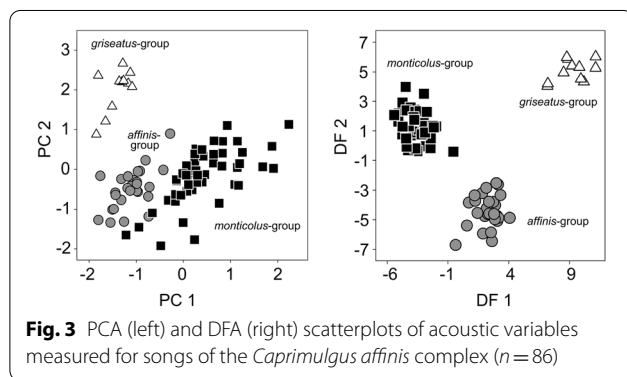 griseatus-group
affinis-
group
monticolus-group
PC 2
3
2
1
0
-1
-2
-2
-1
0
1
2
PC 1
monticolus-group
griseatus-group
affinis-group
DF 2
7
5
3
1
-1
-3
-5
-7
-6
-1
4
9
DF 1
Fig. 3 PCA (left) and DFA (right) scatterplots of acoustic variables
measured for songs of the Caprimulgus affinis complex (n = 86)